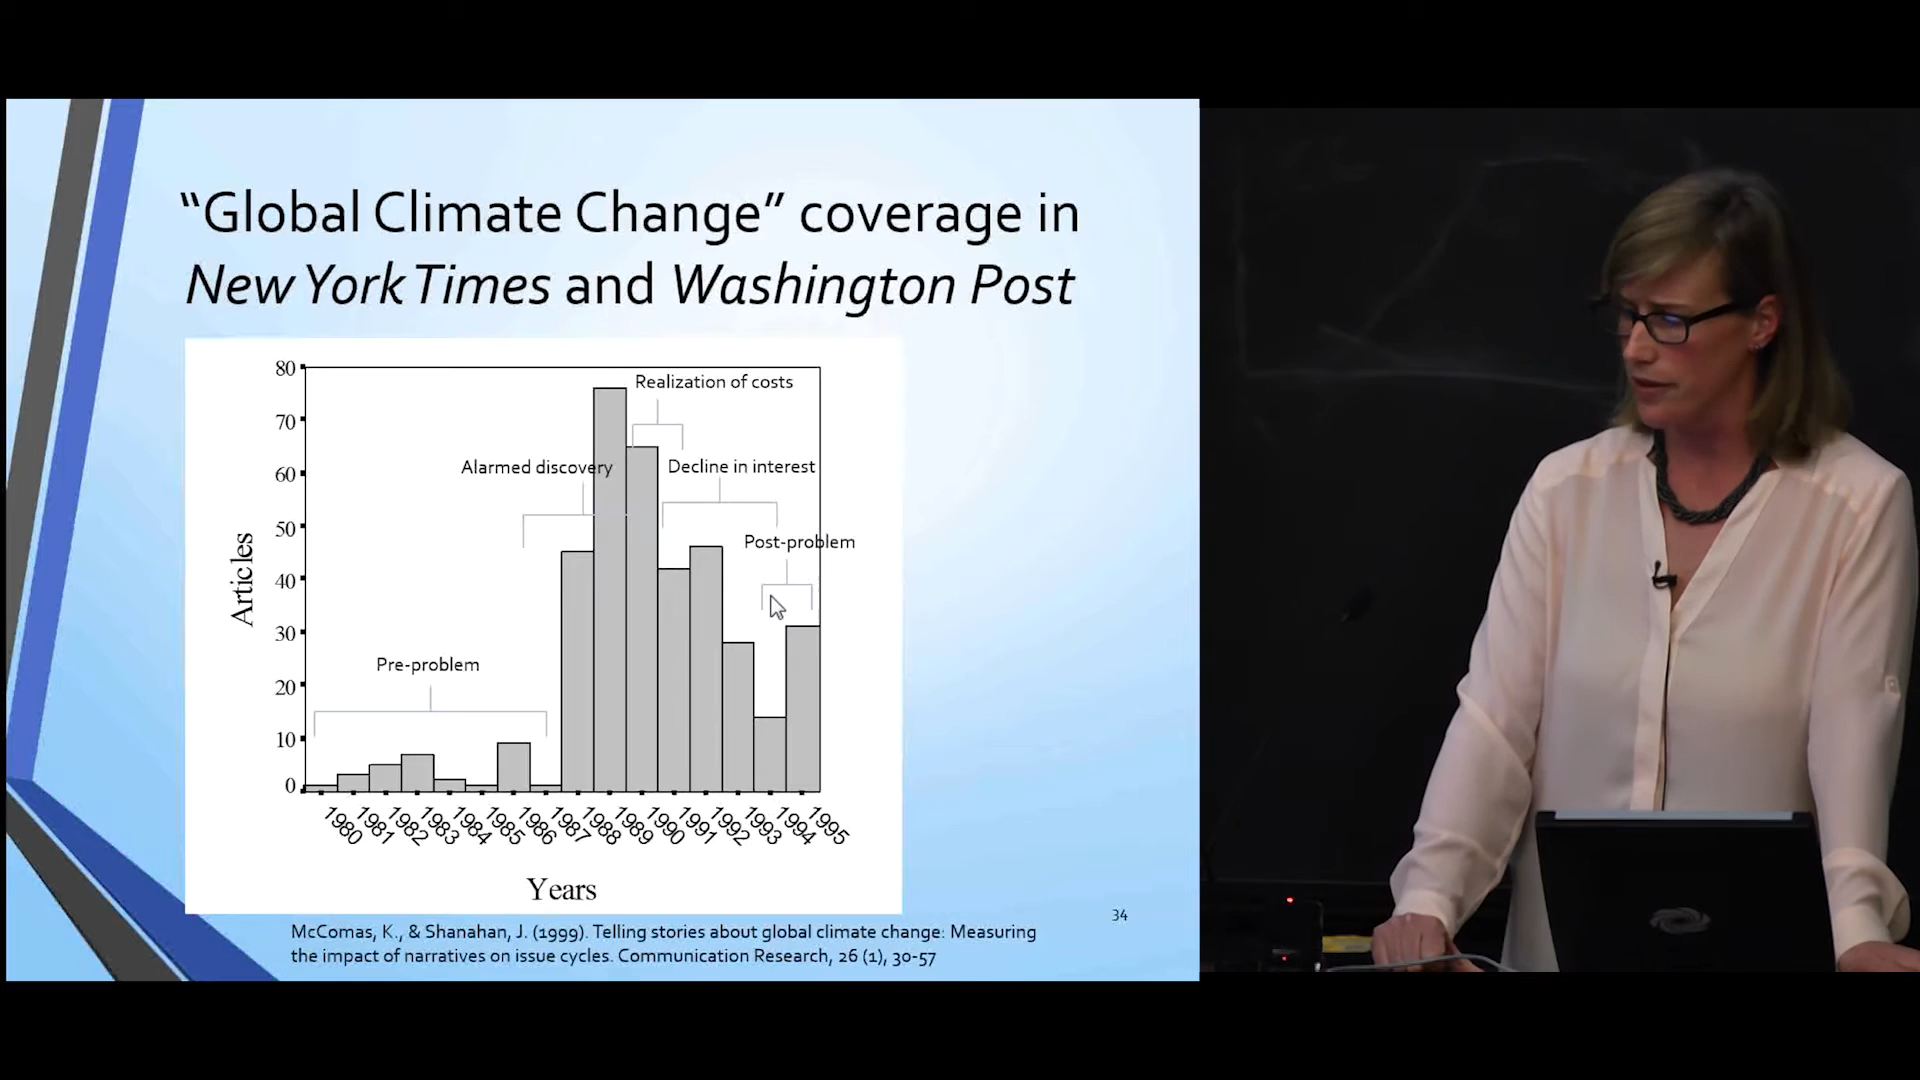 “Global Climate Change” coverage in
New York Times and Washington Post
80
70
60
50
40
30
20
10
0
Articles
Realization of costs
Alarmed discovery
Decline in interest
Post-problem
Pre-problem
1980
1981
1982
1983
1984
1985
1986
1987
1988
1989
1990
1991
1992
1993
1994
1995
Years
34
McComas, K., & Shanahan, J. (1999). Telling stories about global climate change: Measuring
the impact of narratives on issue cycles. Communication Research, 26 (1), 30-57